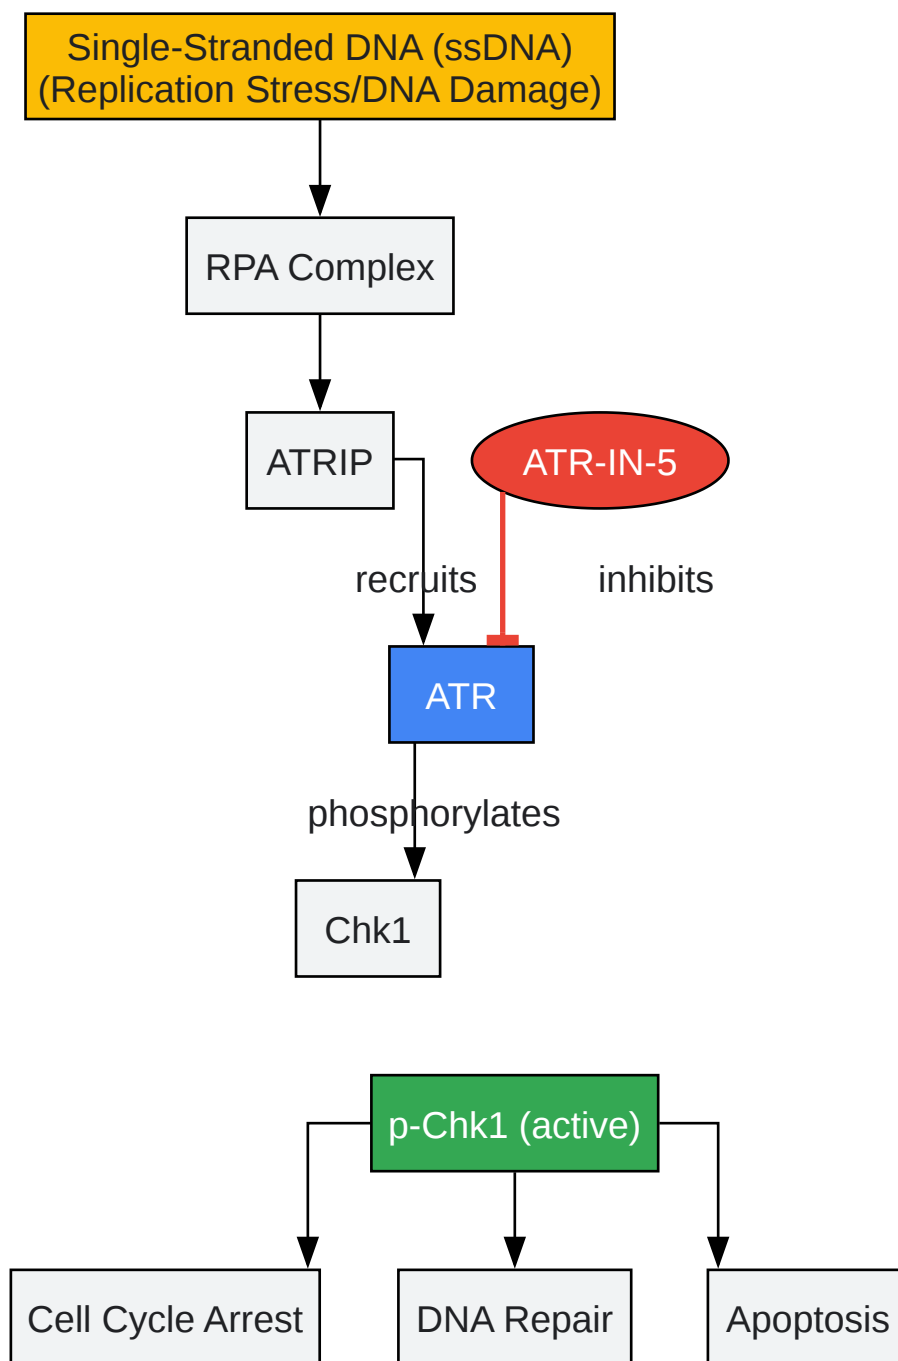 Single-Stranded DNA (ssDNA)
(Replication Stress/DNA Damage)
RPA Complex
ATRIP
ATR-IN-5
recruits
inhibits
ATR
phosphorylates
Chk1
p-Chk1 (active)
Cell Cycle Arrest
DNA Repair
Apoptosis